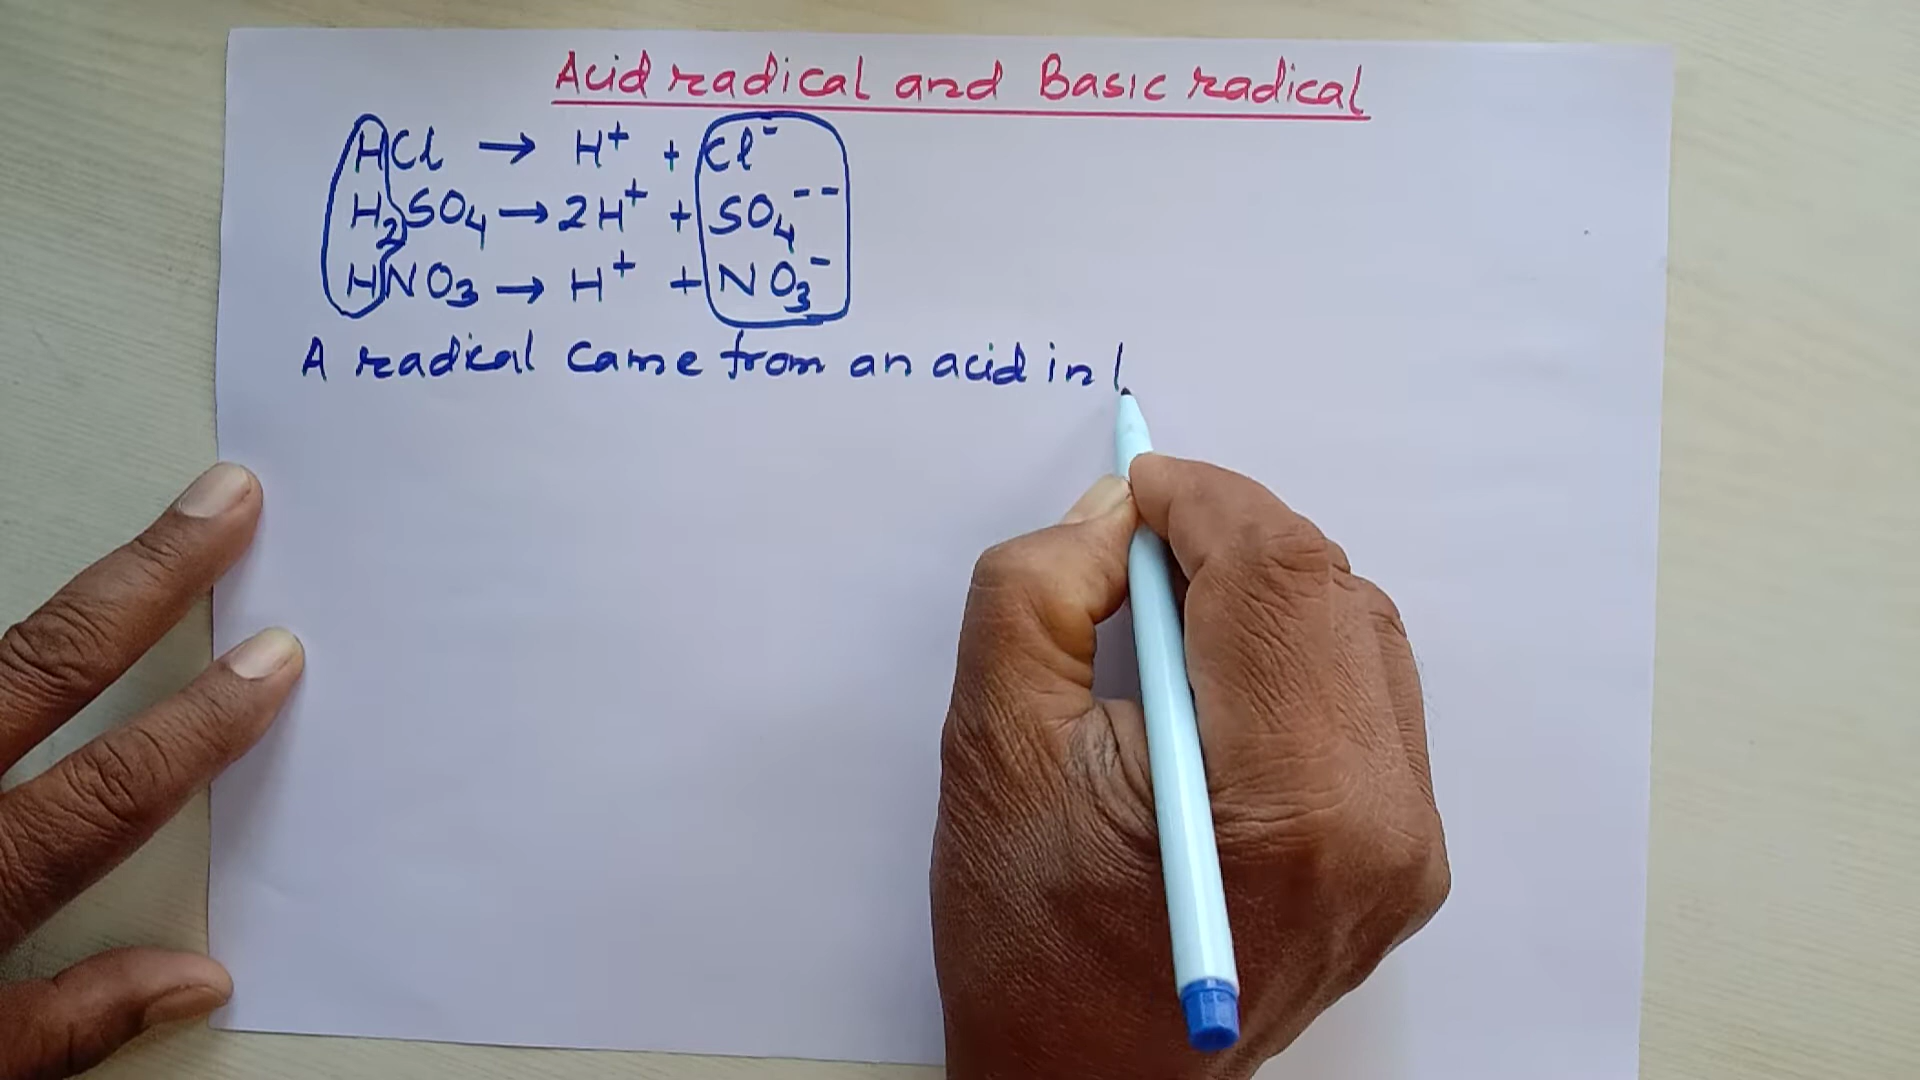 Acid radical and Basic radical
HCl → H⁺ + Cl⁻
H₂SO₄ → 2H⁺ + SO₄⁻⁻
HNO₃ → H⁺ + NO₃⁻
A radical came from an acid in